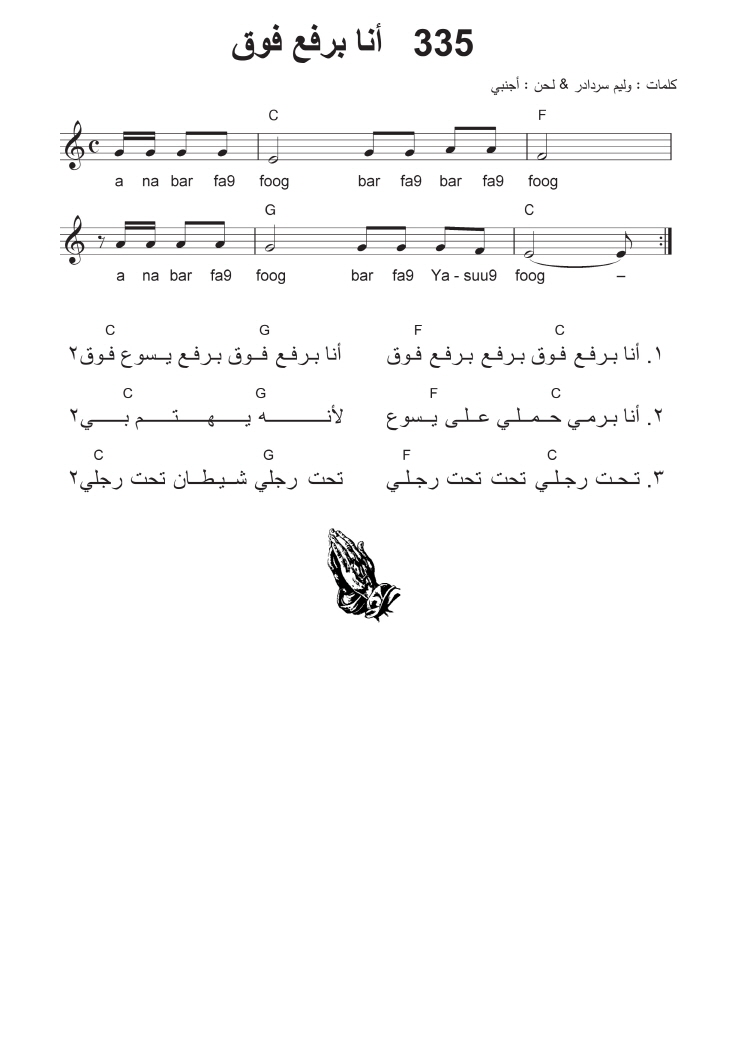 335 أنا برفع فوق
كلمات : وليم سردادر & لحن : أجنبي
C F
a na bar fa9 foog bar fa9 bar fa9 foog
G C
a na bar fa9 foog bar fa9 Ya - suu9 foog –
C G F C
١. أنا برفع فوق برفع برفع فوق أنا برفع فوق برفع يسوع فوق٢
C G F C
٢. أنا برمي حملي على يسوع لأنه يهتم بي٢
C G F C
٣. تحت رجلي تحت تحت رجلي تحت رجلي شيطان تحت رجلي٢